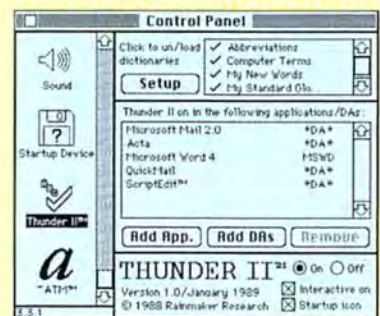 Control Panel
Click to un/load
dictionaries
Setup
✓ Abbreviations
✓ Computer Terms
✓ My New Words
✓ My Standard Glo.
Sound
Startup Device
Thunder II™
~ATM™
3.3.1
Thunder II on in the following applications/DAs:
Microsoft Mail 2.0 *DA*
Acta *DA*
Microsoft Word 4 MSWD
QuickMail *DA*
ScriptEdit™ *DA*
Add App. Add DAs Remove
THUNDER II™ On Off
Version 1.0/January 1989 Interactive on
© 1988 Rainmaker Research Startup icon